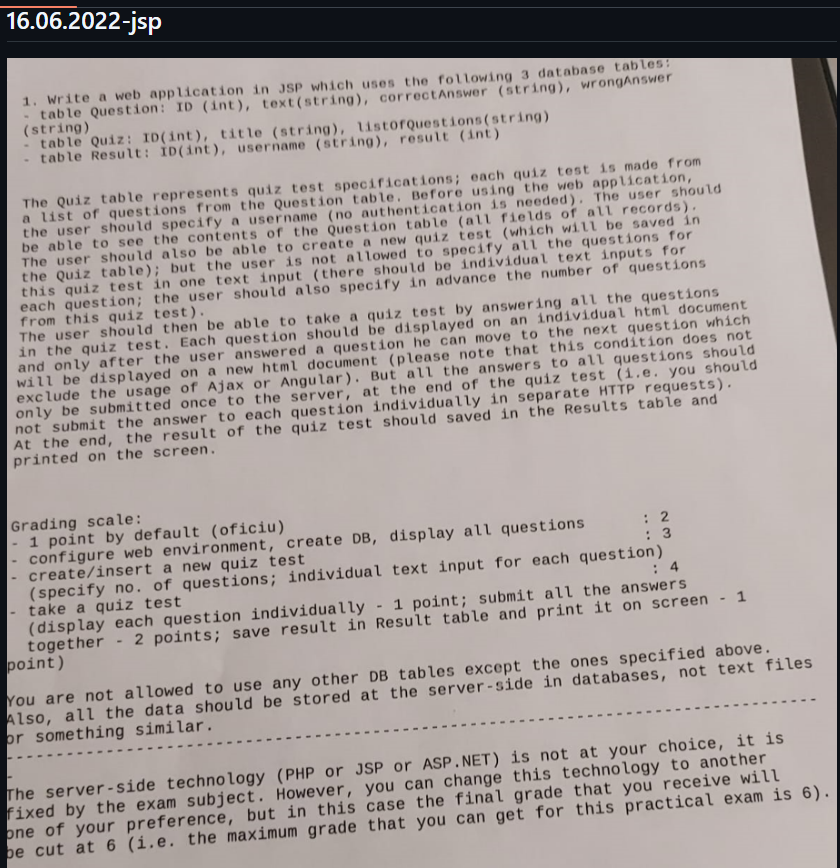 16.06.2022-jsp
1. Write a web application in JSP which uses the following 3 database tables:
- table Question: ID (int), text(string), correctAnswer (string), wrongAnswer
(string)
- table Quiz: ID(int), title (string), listOfQuestions(string)
- table Result: ID(int), username (string), result (int)
The Quiz table represents quiz test specifications; each quiz test is made from
a list of questions from the Question table. Before using the web application,
the user should specify a username (no authentication is needed). The user should
be able to see the contents of the Question table (all fields of all records).
The user should also be able to create a new quiz test (which will be saved in
the Quiz table); but the user is not allowed to specify all the questions for
this quiz test in one text input (there should be individual text inputs for
each question; the user should also specify in advance the number of questions
from this quiz test).
The user should then be able to take a quiz test by answering all the questions
in the quiz test. Each question should be displayed on an individual html document
and only after the user answered a question he can move to the next question which
will be displayed on a new html document (please note that this condition does not
exclude the usage of Ajax or Angular). But all the answers to all questions should
only be submitted once to the server, at the end of the quiz test (i.e. you should
not submit the answer to each question individually in separate HTTP requests).
At the end, the result of the quiz test should saved in the Results table and
printed on the screen.
Grading scale:
- 1 point by default (oficiu)
- configure web environment, create DB, display all questions : 2
- create/insert a new quiz test : 3
(specify no. of questions; individual text input for each question)
- take a quiz test : 4
(display each question individually - 1 point; submit all the answers
together - 2 points; save result in Result table and print it on screen - 1
point)
You are not allowed to use any other DB tables except the ones specified above.
Also, all the data should be stored at the server-side in databases, not text files
or something similar.
The server-side technology (PHP or JSP or ASP.NET) is not at your choice, it is
fixed by the exam subject. However, you can change this technology to another
one of your preference, but in this case the final grade that you receive will
be cut at 6 (i.e. the maximum grade that you can get for this practical exam is 6).